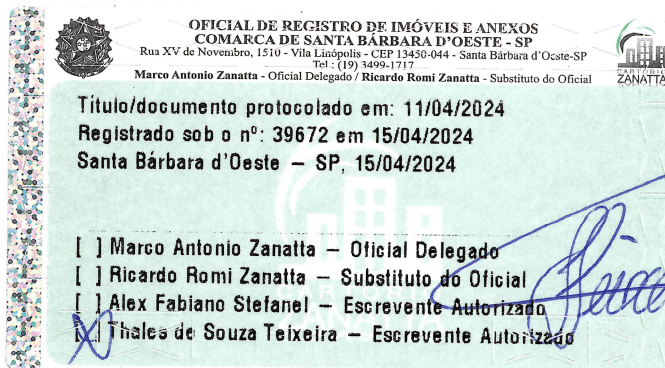 OFICIAL DE REGISTRO DE IMÓVEIS E ANEXOS
COMARCA DE SANTA BÁRBARA D'OESTE - SP
Rua XV de Novembro, 1510 - Vila Linópolis - CEP 13450-044 - Santa Bárbara d'Oeste-SP
Tel.: (19) 3499-1717
Marco Antonio Zanatta - Oficial Delegado / Ricardo Romi Zanatta - Substituto do Oficial
CARTÓRIO
ZANATTA
Título/documento protocolado em: 11/04/2024
Registrado sob o nº: 39672 em 15/04/2024
Santa Bárbara d'Oeste – SP, 15/04/2024
[ ] Marco Antonio Zanatta – Oficial Delegado
[ ] Ricardo Romi Zanatta – Substituto do Oficial
[ ] Alex Fabiano Stefanel – Escrevente Autorizado
[ ] Thales de Souza Teixeira – Escrevente Autorizado
CARTÓRIO
ZANATTA